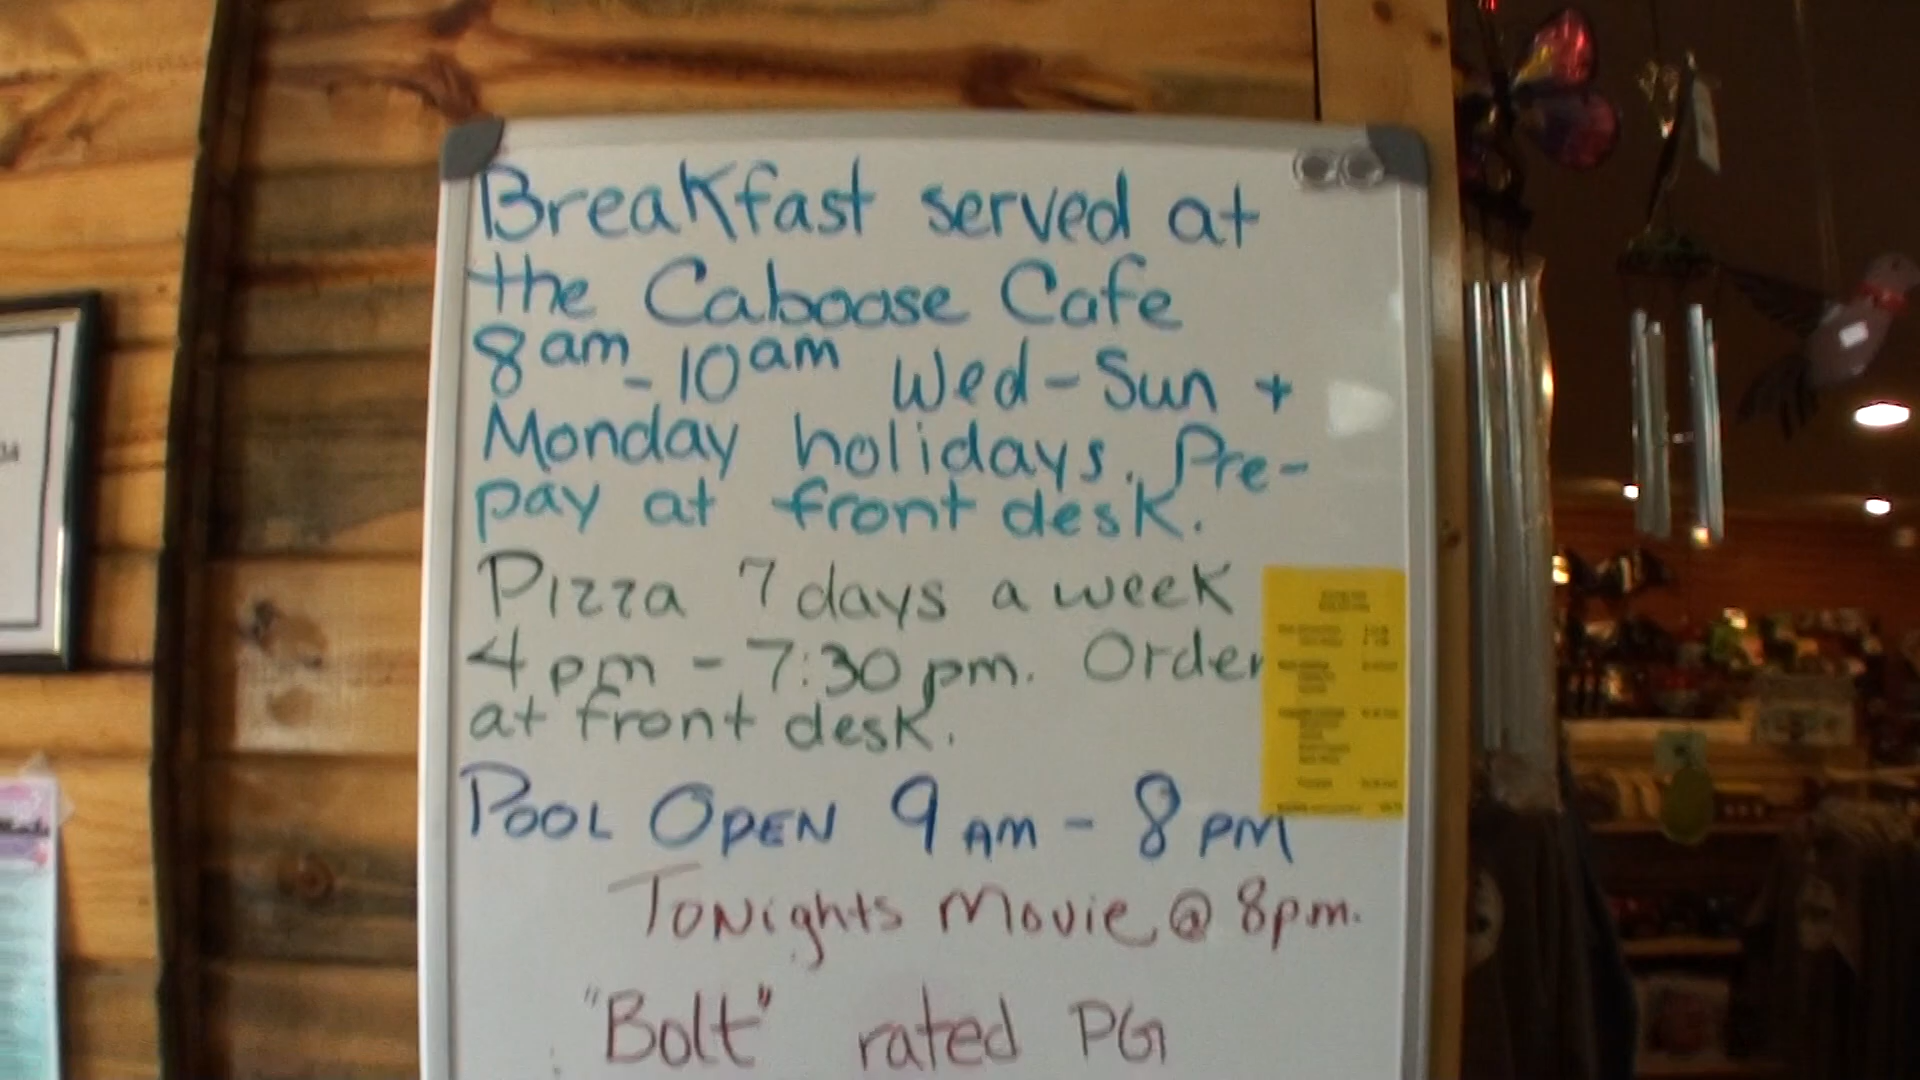 Breakfast served at
the Caboose Cafe
8am - 10am Wed-Sun +
Monday holidays. Pre-
pay at front desk.
Pizza 7 days a week
4pm - 7:30pm. Order
at front desk.
POOL OPEN 9 AM - 8 PM
TONights Movie @ 8pm.
"Bolt" rated PG